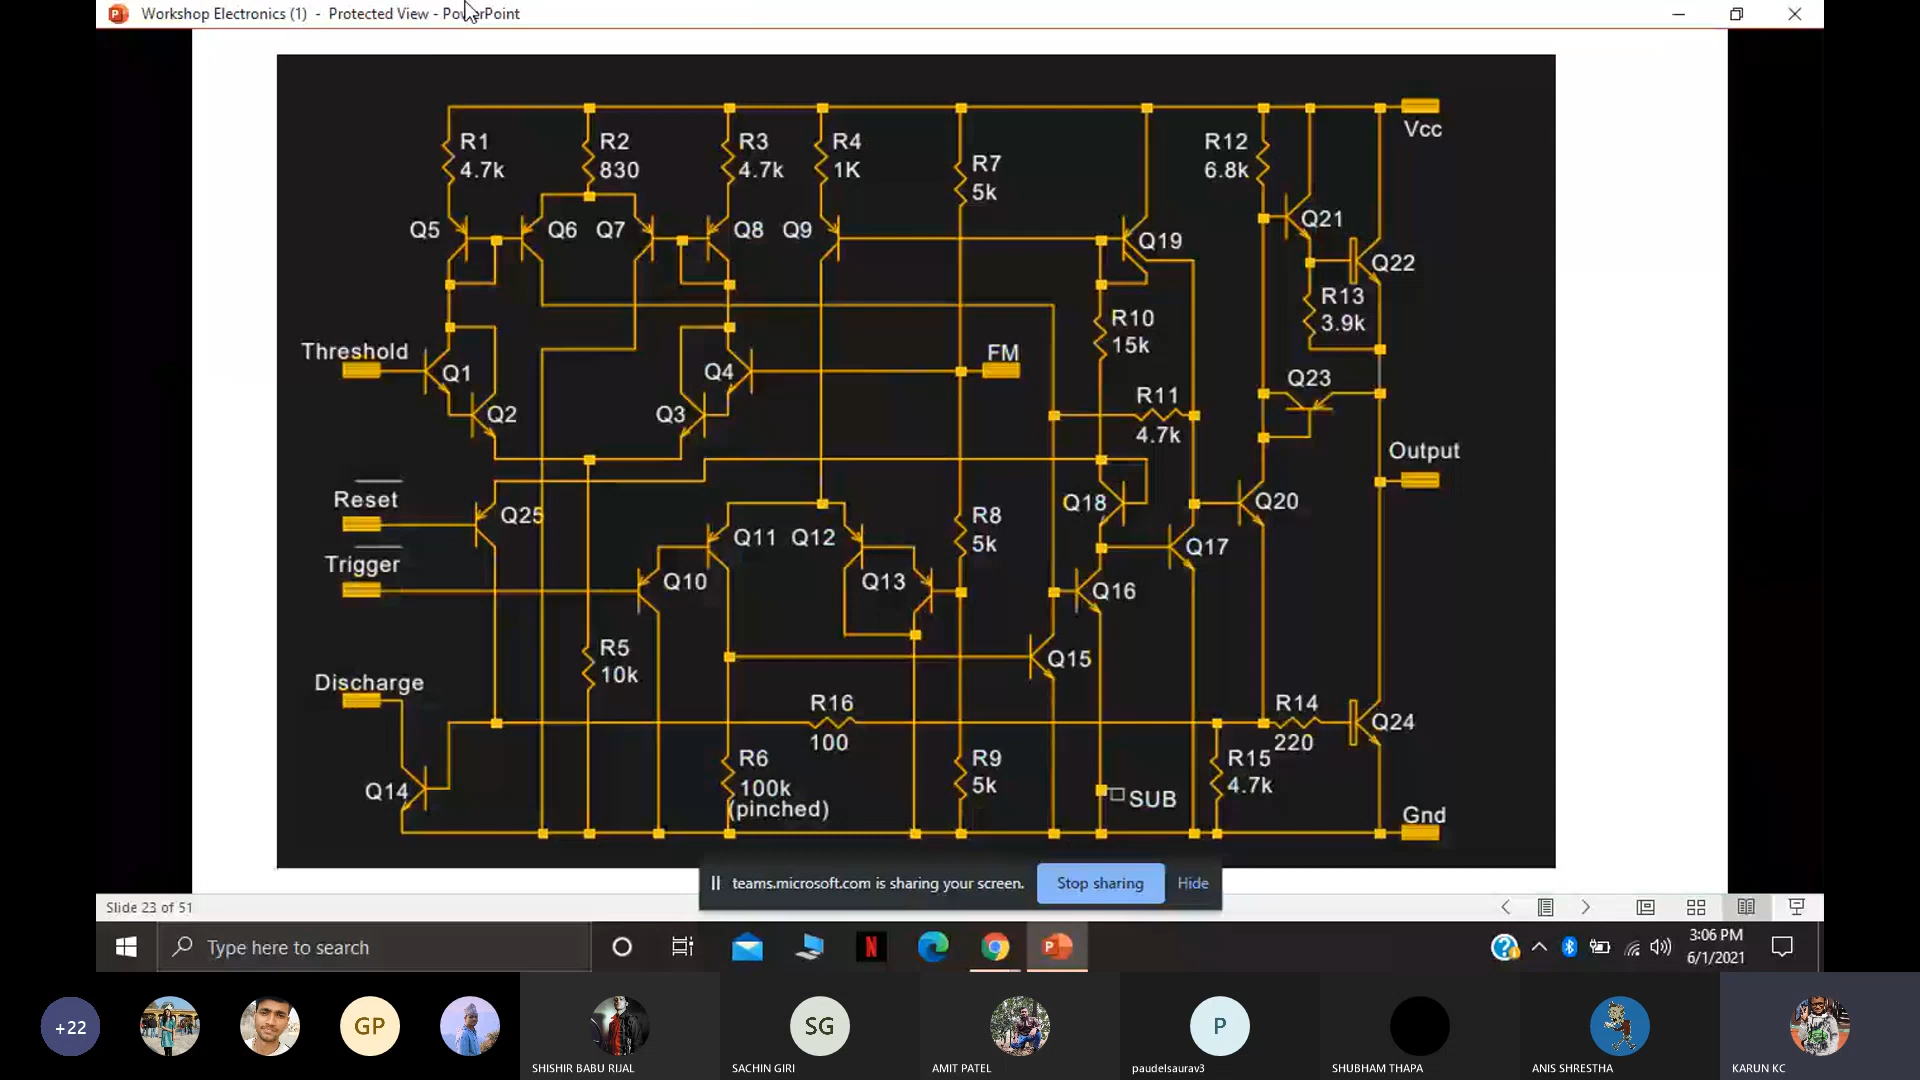 Workshop Electronics (1) - Protected View - PowerPoint
Vcc
R1
4.7k
R2
830
R3
4.7k
R4
1K
R7
5k
R12
6.8k
Q5
Q6
Q7
Q8
Q9
Q19
Q21
Q22
R13
3.9k
R10
15k
Threshold
Q1
Q4
FM
Q2
Q3
R11
4.7k
Q23
Output
Reset
Q25
Q11
Q12
R8
5k
Q18
Q20
Q17
Trigger
Q10
Q13
Q16
R5
10k
Q15
Discharge
R16
100
R14
220
Q24
Q14
R6
100k
(pinched)
R9
5k
SUB
R15
4.7k
Gnd
teams.microsoft.com is sharing your screen.
Stop sharing
Hide
Slide 23 of 51
Type here to search
N
3:06 PM
6/1/2021
+22
GP
SHISHIR BABU RIJAL
SG
SACHIN GIRI
AMIT PATEL
P
paudelsaurav3
SHUBHAM THAPA
ANIS SHRESTHA
KARUN KC